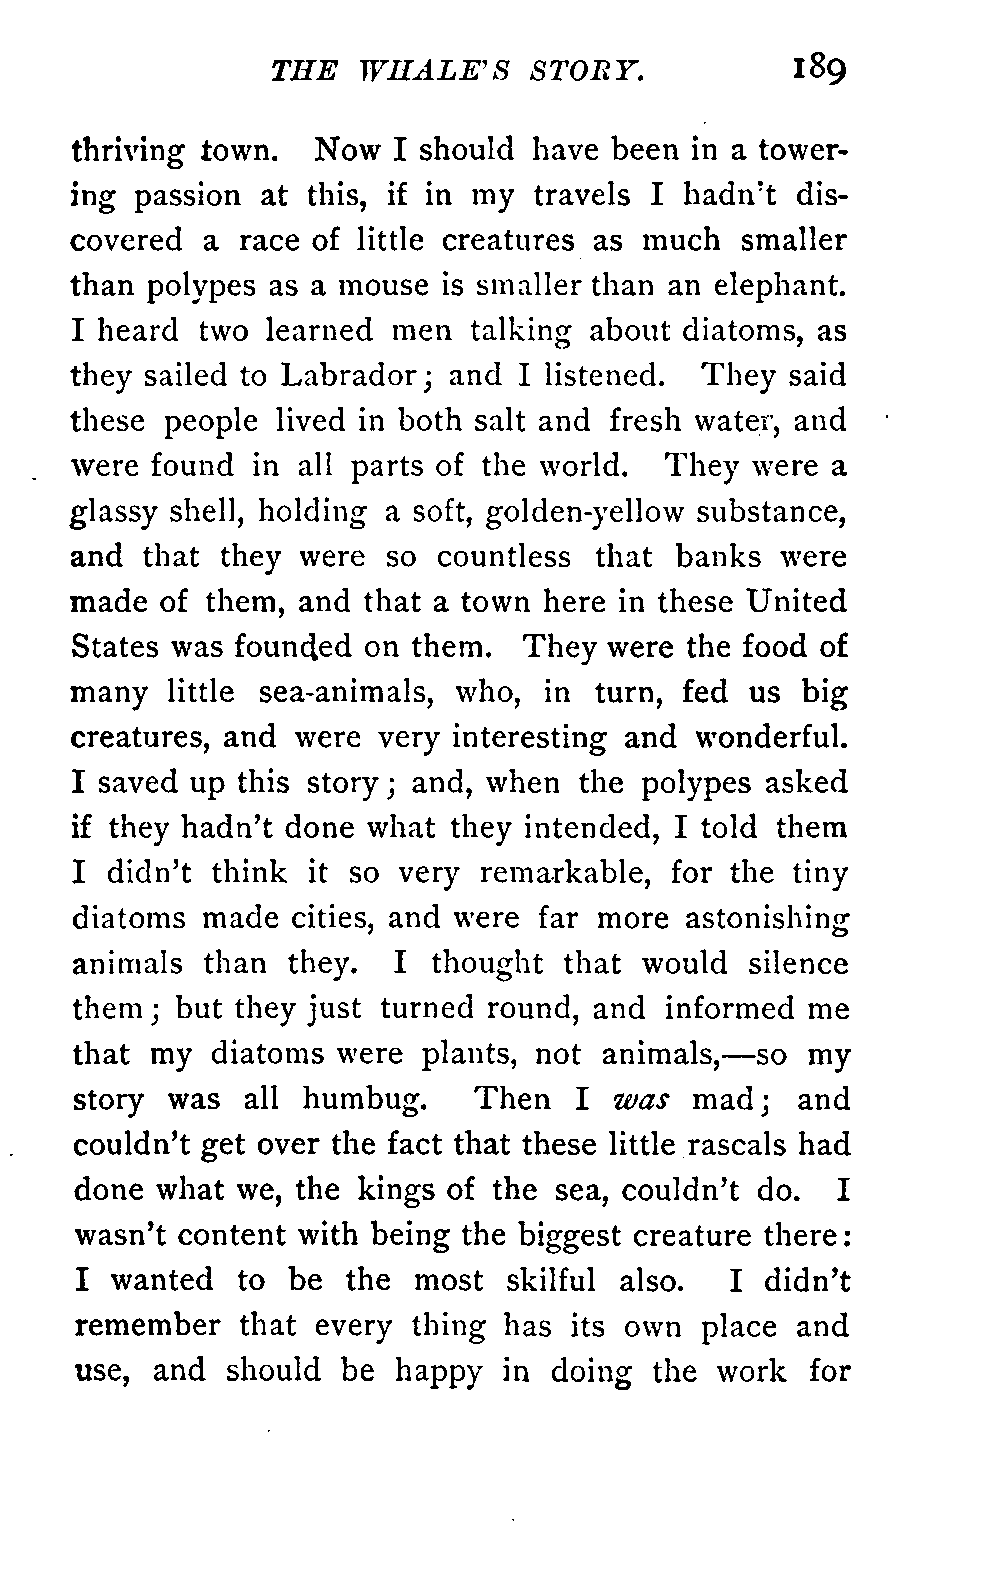 THE WHALE'S STORY. 189
thriving town. Now I should have been in a tower-
ing passion at this, if in my travels I hadn't dis-
covered a race of little creatures as much smaller
than polypes as a mouse is smaller than an elephant.
I heard two learned men talking about diatoms, as
they sailed to Labrador; and I listened. They said
these people lived in both salt and fresh water, and
were found in all parts of the world. They were a
glassy shell, holding a soft, golden-yellow substance,
and that they were so countless that banks were
made of them, and that a town here in these United
States was founded on them. They were the food of
many little sea-animals, who, in turn, fed us big
creatures, and were very interesting and wonderful.
I saved up this story; and, when the polypes asked
if they hadn't done what they intended, I told them
I didn't think it so very remarkable, for the tiny
diatoms made cities, and were far more astonishing
animals than they. I thought that would silence
them; but they just turned round, and informed me
that my diatoms were plants, not animals,—so my
story was all humbug. Then I was mad; and
couldn't get over the fact that these little rascals had
done what we, the kings of the sea, couldn't do. I
wasn't content with being the biggest creature there:
I wanted to be the most skilful also. I didn't
remember that every thing has its own place and
use, and should be happy in doing the work for